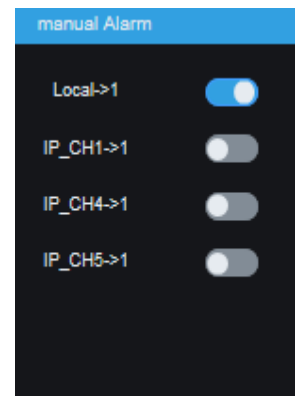 manual Alarm
Local->1
IP_CH1->1
IP_CH4->1
IP_CH5->1